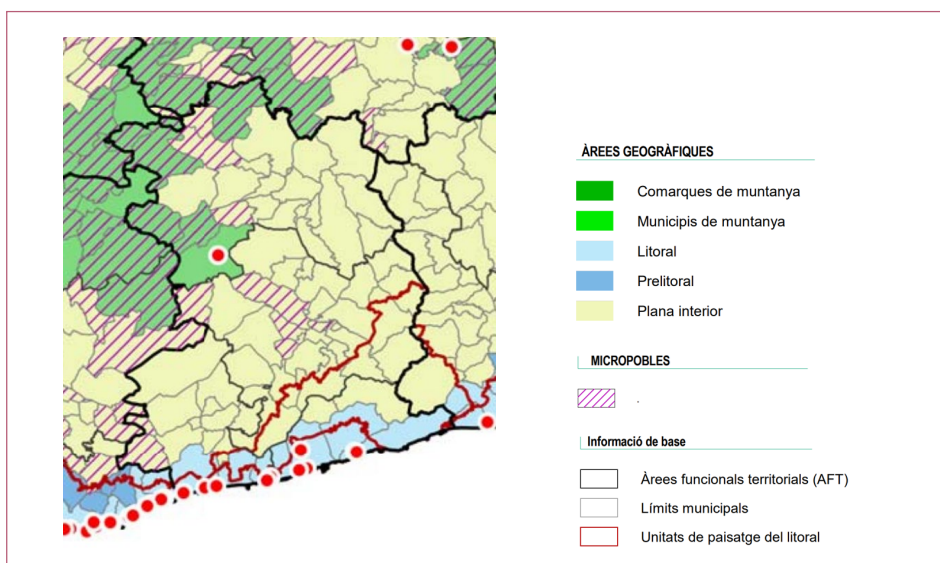 ÀREES GEOGRÀFIQUES
Comarques de muntanya
Municipis de muntanya
Litoral
Prelitoral
Plana interior
MICROPOBLES
.
Informació de base
Àrees funcionals territorials (AFT)
Límits municipals
Unitats de paisatge del litoral